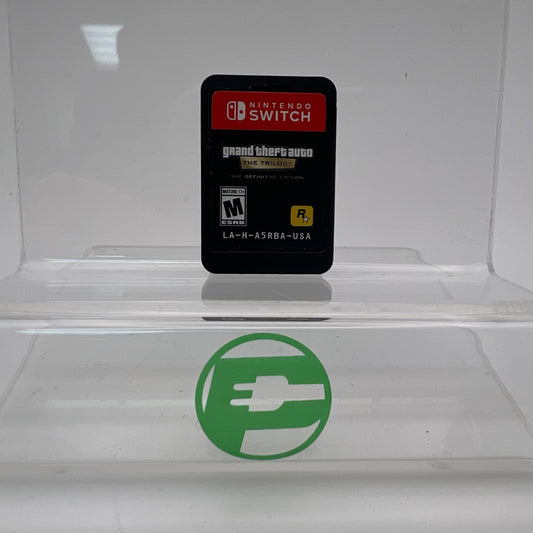 NINTENDO
SWITCH
grand theft auto
THE TRILOGY
THE DEFINITIVE EDITION
MATURE 17+
M
ESRB
R
LA-H-A5RBA-USA